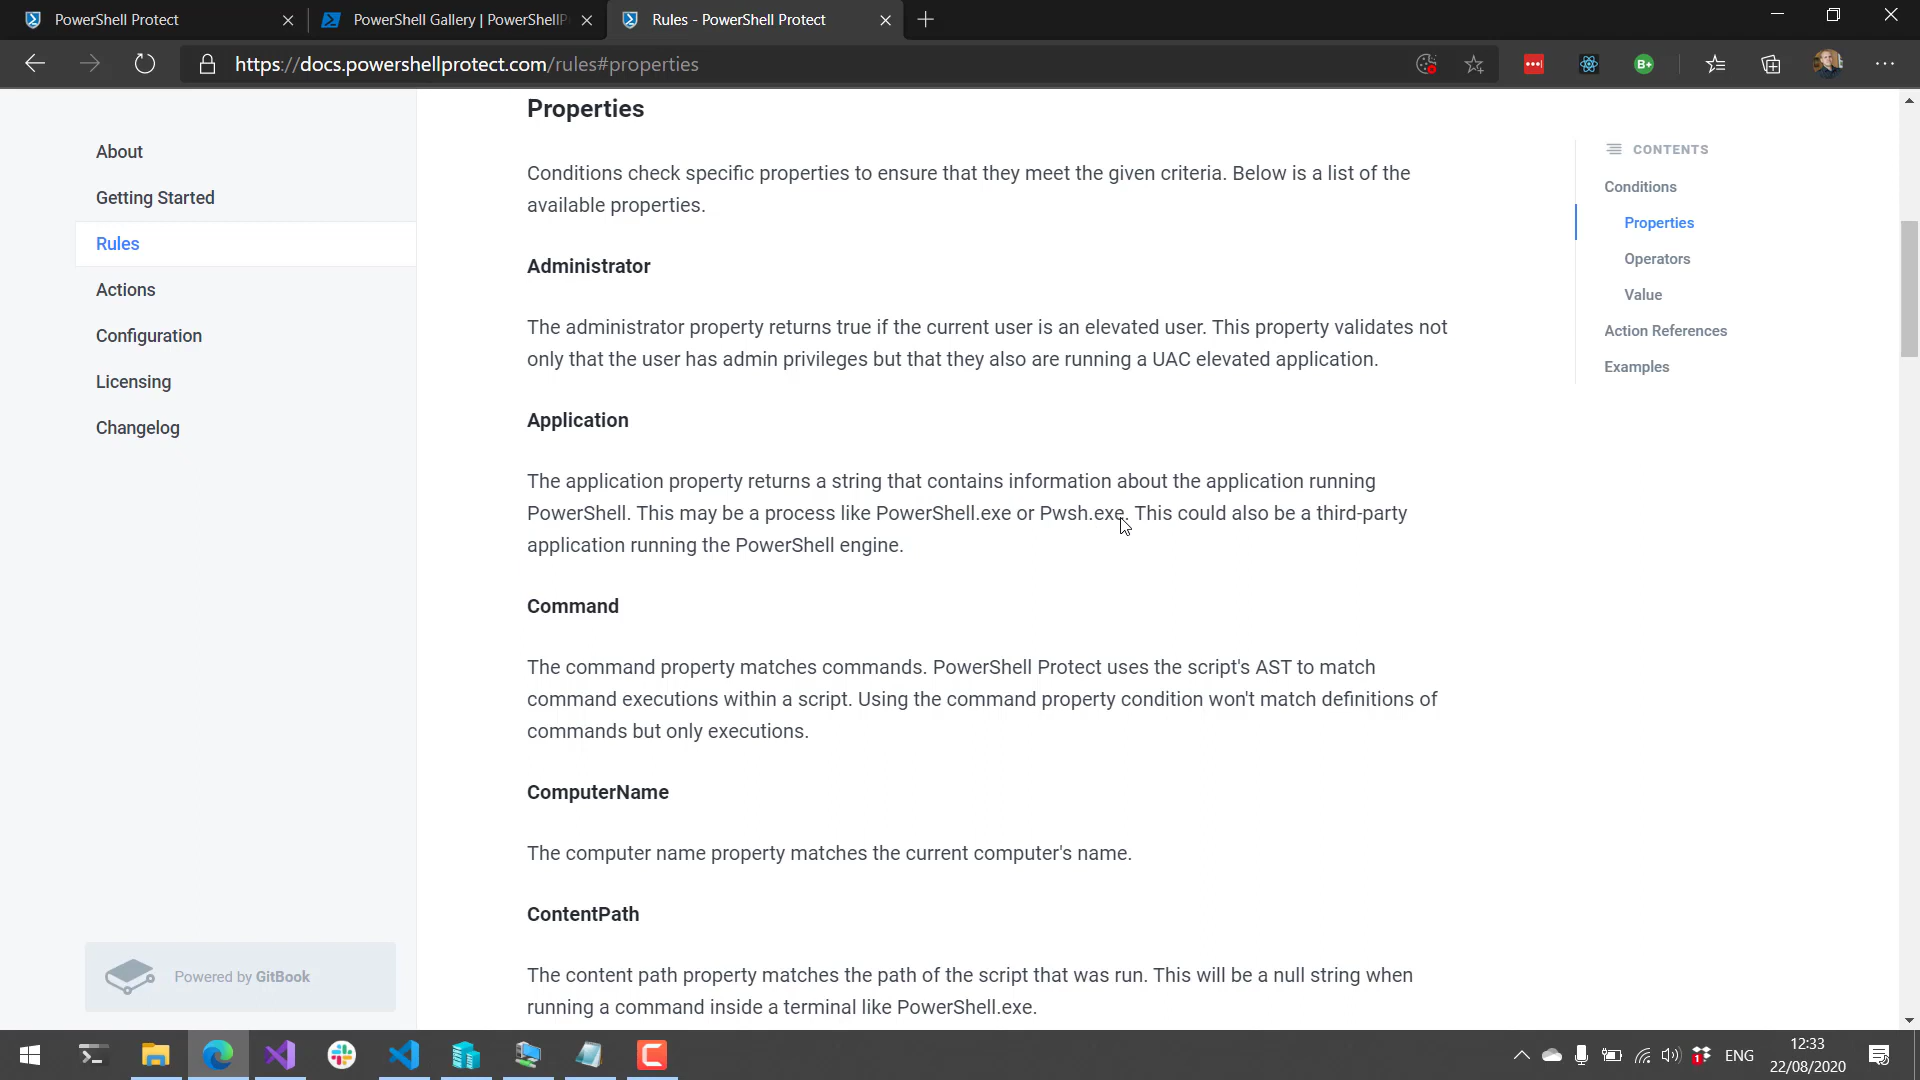 PowerShell Protect
PowerShell Gallery | PowerShellP
Rules - PowerShell Protect
https://docs.powershellprotect.com/rules#properties
B+
About
Getting Started
Rules
Actions
Configuration
Licensing
Changelog
Powered by GitBook
Properties
Conditions check specific properties to ensure that they meet the given criteria. Below is a list of the
available properties.
Administrator
The administrator property returns true if the current user is an elevated user. This property validates not
only that the user has admin privileges but that they also are running a UAC elevated application.
Application
The application property returns a string that contains information about the application running
PowerShell. This may be a process like PowerShell.exe or Pwsh.exe. This could also be a third-party
application running the PowerShell engine.
Command
The command property matches commands. PowerShell Protect uses the script's AST to match
command executions within a script. Using the command property condition won't match definitions of
commands but only executions.
ComputerName
The computer name property matches the current computer's name.
ContentPath
The content path property matches the path of the script that was run. This will be a null string when
running a command inside a terminal like PowerShell.exe.
CONTENTS
Conditions
Properties
Operators
Value
Action References
Examples
1
ENG
12:33
22/08/2020